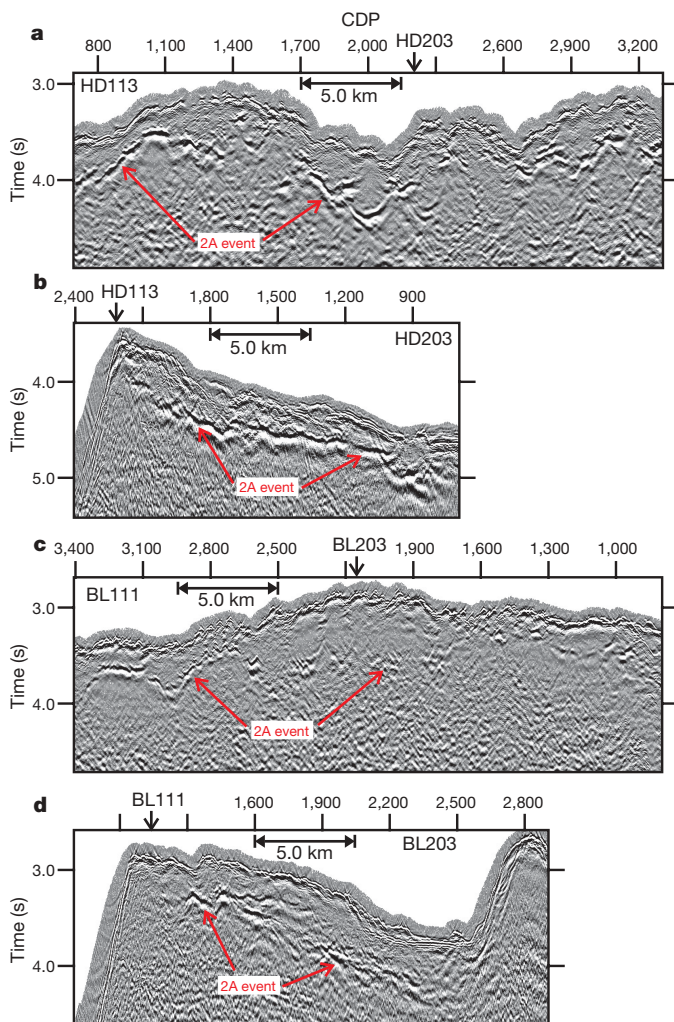 CDP
a
800 1,100 1,400 1,700 2,000 HD203 2,600 2,900 3,200
HD113
5.0 km
3.0
4.0
Time (s)
2A event
b
2,400 HD113 1,800 1,500 1,200 900
5.0 km
HD203
4.0
5.0
Time (s)
2A event
c
3,400 3,100 2,800 2,500 BL203 1,900 1,600 1,300 1,000
BL111
5.0 km
3.0
4.0
Time (s)
2A event
d
BL111 1,600 1,900 2,200 2,500 2,800
5.0 km
BL203
3.0
4.0
Time (s)
2A event